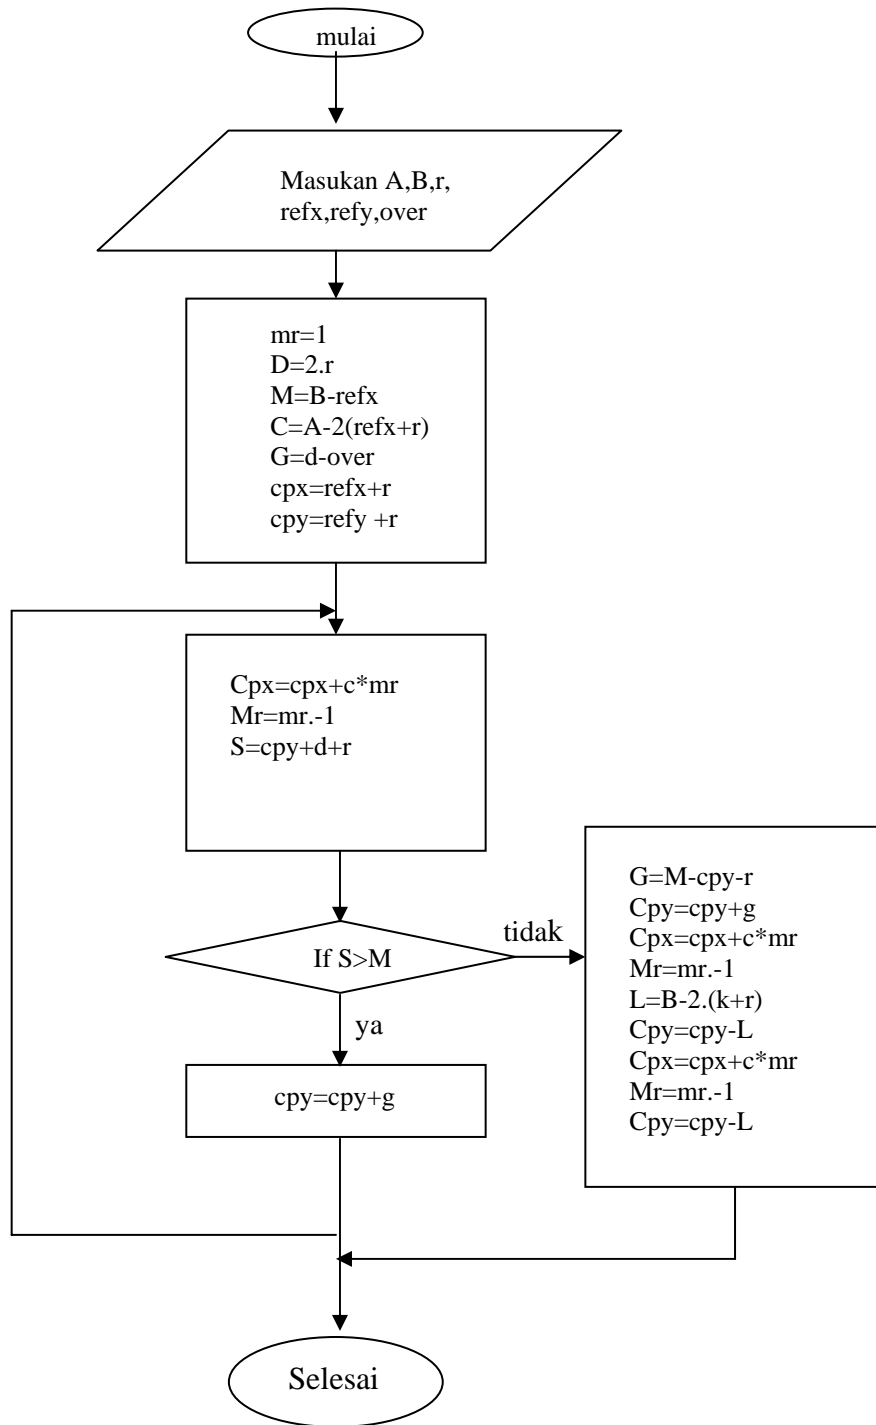 mulai
Masukan A,B,r,
refx,refy,over
mr=1
D=2.r
M=B-refx
C=A-2(refx+r)
G=d-over
cpx=refx+r
cpy=refy +r
Cpx=cpx+c*mr
Mr=mr.-1
S=cpy+d+r
If S>M
tidak
ya
cpy=cpy+g
G=M-cpy-r
Cpy=cpy+g
Cpx=cpx+c*mr
Mr=mr.-1
L=B-2.(k+r)
Cpy=cpy-L
Cpx=cpx+c*mr
Mr=mr.-1
Cpy=cpy-L
Selesai